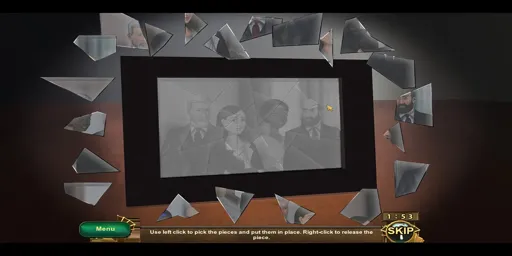 1:53
Menu
Use left click to pick the pieces and put them in place. Right-click to release the
piece.
SKIP